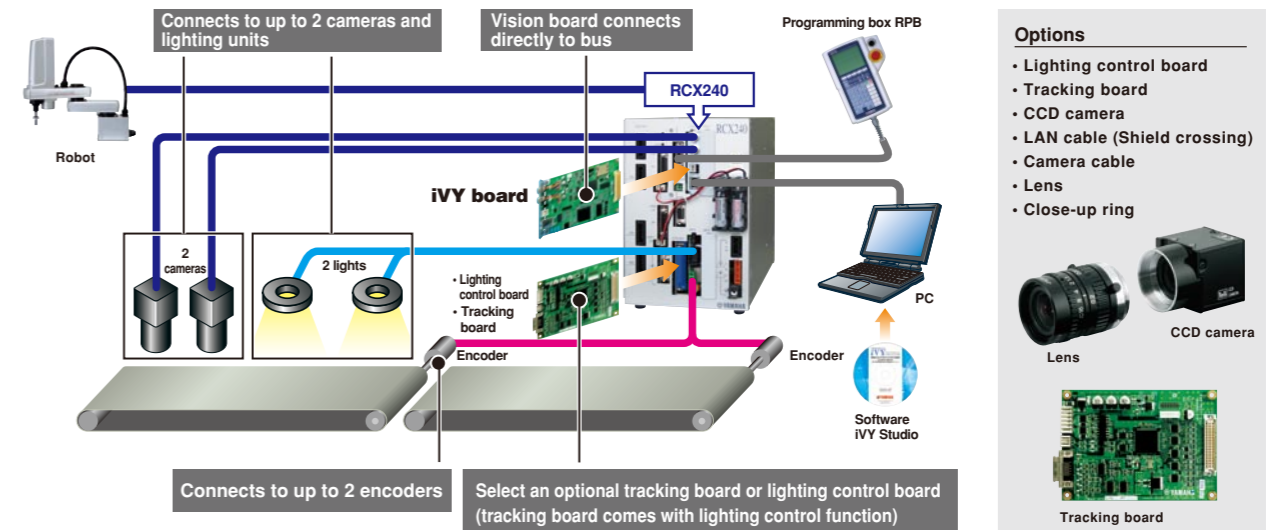 Connects to up to 2 cameras and
lighting units
Vision board connects
directly to bus
Programming box RPB
RCX240
RCX240
Robot
iVY board
2
cameras
2 lights
• Lighting
control board
• Tracking
board
YAMAHA
PC
Encoder
Encoder
iVY
Software
iVY Studio
Connects to up to 2 encoders
Select an optional tracking board or lighting control board
(tracking board comes with lighting control function)
Options
• Lighting control board
• Tracking board
• CCD camera
• LAN cable (Shield crossing)
• Camera cable
• Lens
• Close-up ring
CCD camera
Lens
YAMAHA
Tracking board